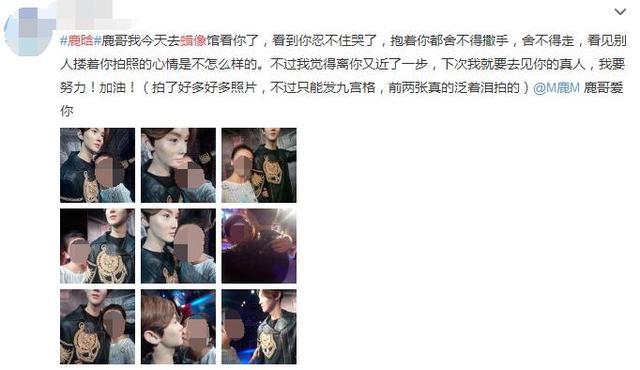 #鹿晗#鹿哥我今天去蜡像馆看你了，看到你忍不住哭了，抱着你都舍不得撒手，舍不得走，看见别
人搂着你拍照的心情是不怎么样的。不过我觉得离你又近了一步，下次我就要去见你的真人，我要
努力！加油！（拍了好多好多照片，不过只能发九宫格，前两张真的泛着泪拍的）@M鹿M 鹿哥爱
你